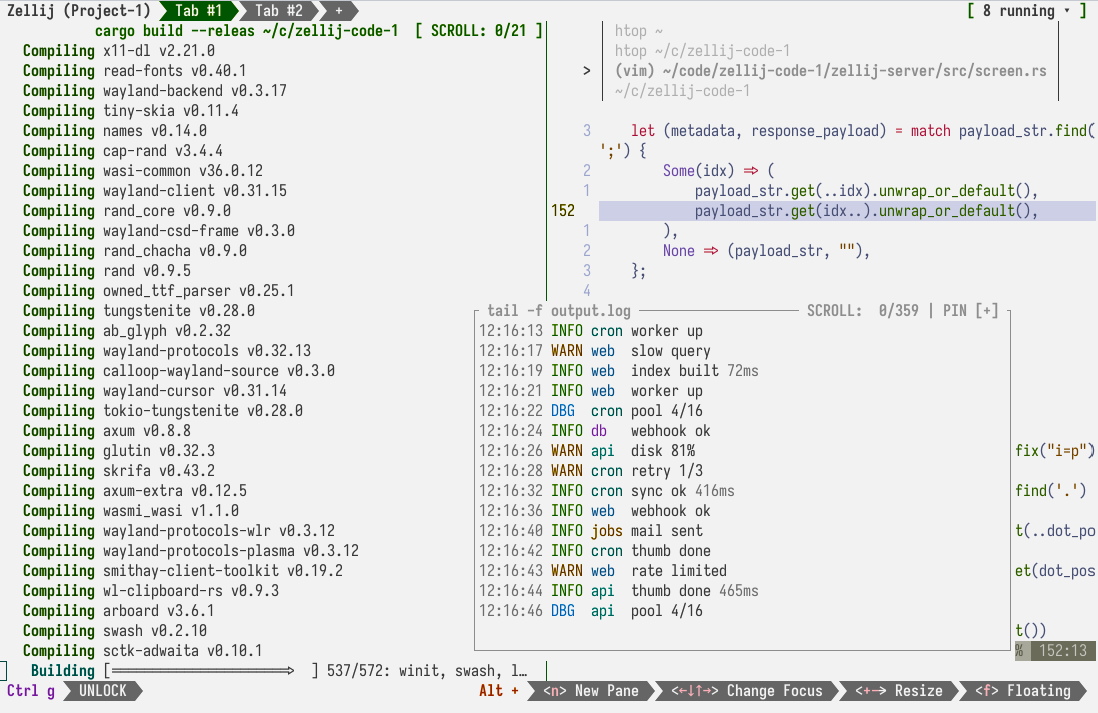 Zellij (Project-1) Tab #1 Tab #2 + [ 8 running ▾ ]
cargo build --releas ~/c/zellij-code-1 [ SCROLL: 0/21 ]
Compiling x11-dl v2.21.0
Compiling read-fonts v0.40.1
Compiling wayland-backend v0.3.17
Compiling tiny-skia v0.11.4
Compiling names v0.14.0
Compiling cap-rand v3.4.4
Compiling wasi-common v36.0.12
Compiling wayland-client v0.31.15
Compiling rand_core v0.9.0
Compiling wayland-csd-frame v0.3.0
Compiling rand_chacha v0.9.0
Compiling rand v0.9.5
Compiling owned_ttf_parser v0.25.1
Compiling tungstenite v0.28.0
Compiling ab_glyph v0.2.32
Compiling wayland-protocols v0.32.13
Compiling calloop-wayland-source v0.3.0
Compiling wayland-cursor v0.31.14
Compiling tokio-tungstenite v0.28.0
Compiling axum v0.8.8
Compiling glutin v0.32.3
Compiling skrifa v0.43.2
Compiling axum-extra v0.12.5
Compiling wasmi_wasi v1.1.0
Compiling wayland-protocols-wlr v0.3.12
Compiling wayland-protocols-plasma v0.3.12
Compiling smithay-client-toolkit v0.19.2
Compiling wl-clipboard-rs v0.9.3
Compiling arboard v3.6.1
Compiling swash v0.2.10
Compiling sctk-adwaita v0.10.1
Building [=======================> ] 537/572: winit, swash, l…
htop ~
htop ~/c/zellij-code-1
> (vim) ~/code/zellij-code-1/zellij-server/src/screen.rs
~/c/zellij-code-1
3 let (metadata, response_payload) = match payload_str.find(
';') {
2 Some(idx) => (
1 payload_str.get(..idx).unwrap_or_default(),
152 payload_str.get(idx..).unwrap_or_default(),
1 ),
2 None => (payload_str, ""),
3 };
4
tail -f output.log SCROLL: 0/359 | PIN [+]
12:16:13 INFO cron worker up
12:16:17 WARN web slow query
12:16:19 INFO web index built 72ms
12:16:21 INFO web worker up
12:16:22 DBG cron pool 4/16
12:16:24 INFO db webhook ok
12:16:26 WARN api disk 81%
12:16:28 WARN cron retry 1/3
12:16:32 INFO cron sync ok 416ms
12:16:36 INFO web webhook ok
12:16:40 INFO jobs mail sent
12:16:42 INFO cron thumb done
12:16:43 WARN web rate limited
12:16:44 INFO api thumb done 465ms
12:16:46 DBG api pool 4/16
fix("i=p")
find('.')
t(..dot_po
et(dot_pos
t())
% 152:13
Ctrl g UNLOCK Alt + <n> New Pane <←↓↑→> Change Focus <+-> Resize <f> Floating